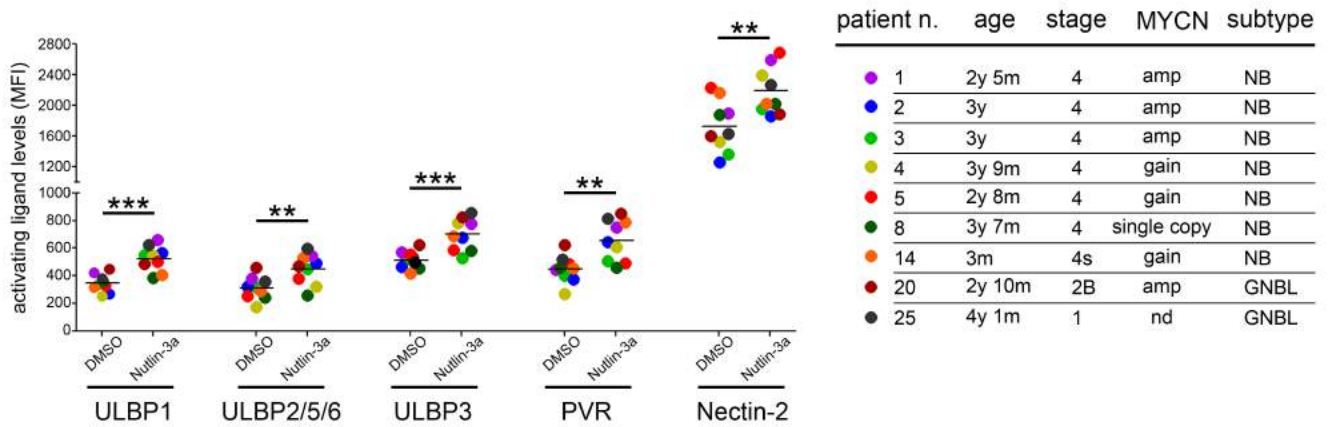 activating ligand levels (MFI)
2800
2400
2000
1600
1200
1000
800
600
400
200
0
***
**
***
**
**
DMSO Nutlin-3a DMSO Nutlin-3a DMSO Nutlin-3a DMSO Nutlin-3a DMSO Nutlin-3a
ULBP1 ULBP2/5/6 ULBP3 PVR Nectin-2
patient n. age stage MYCN subtype
1 2y 5m 4 amp NB
2 3y 4 amp NB
3 3y 4 amp NB
4 3y 9m 4 gain NB
5 2y 8m 4 gain NB
8 3y 7m 4 single copy NB
14 3m 4s gain NB
20 2y 10m 2B amp GNBL
25 4y 1m 1 nd GNBL